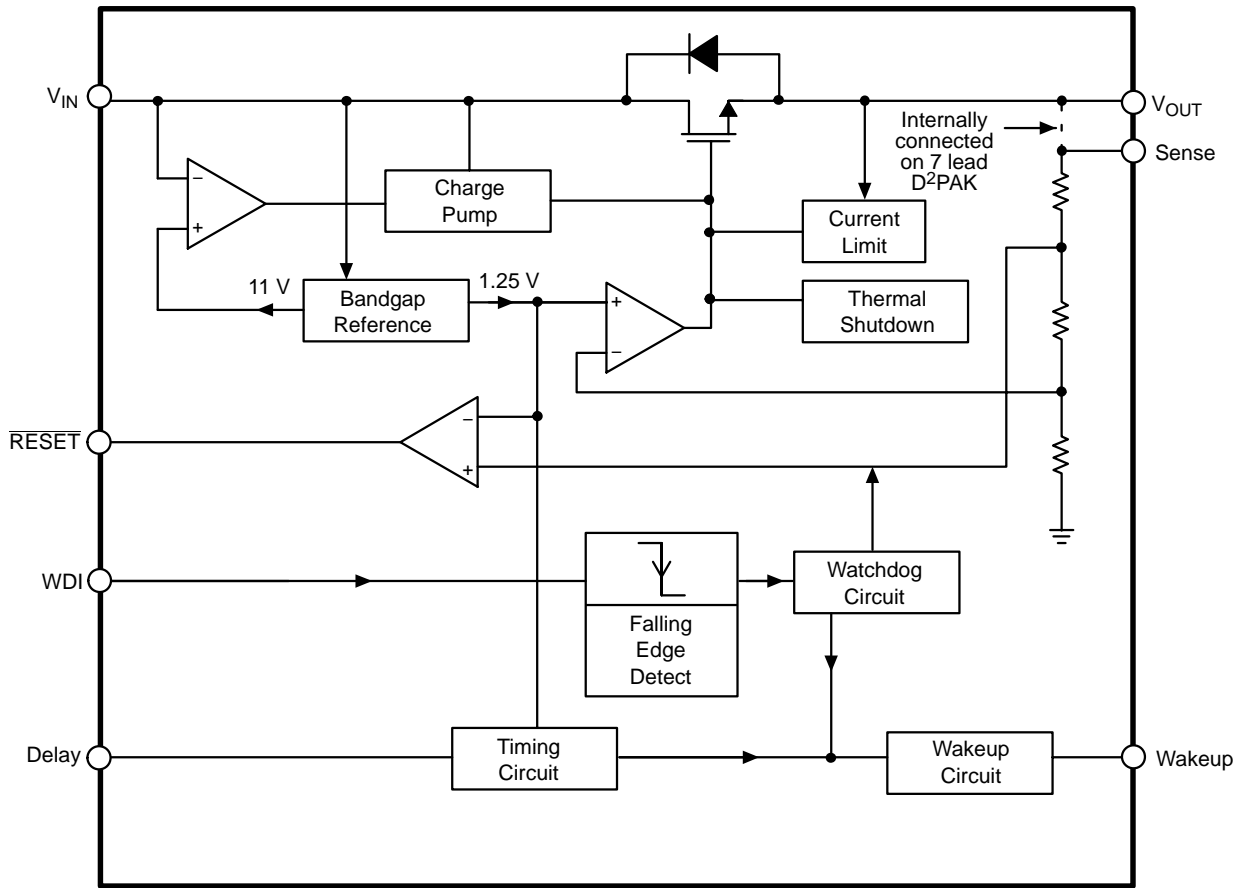 V_IN
V_OUT
Internally
connected
on 7 lead
D²PAK
Sense
−
+
Charge
Pump
Current
Limit
11 V
Bandgap
Reference
1.25 V
+
−
Thermal
Shutdown
RESET
−
+
WDI
Falling
Edge
Detect
Watchdog
Circuit
Delay
Timing
Circuit
Wakeup
Circuit
Wakeup